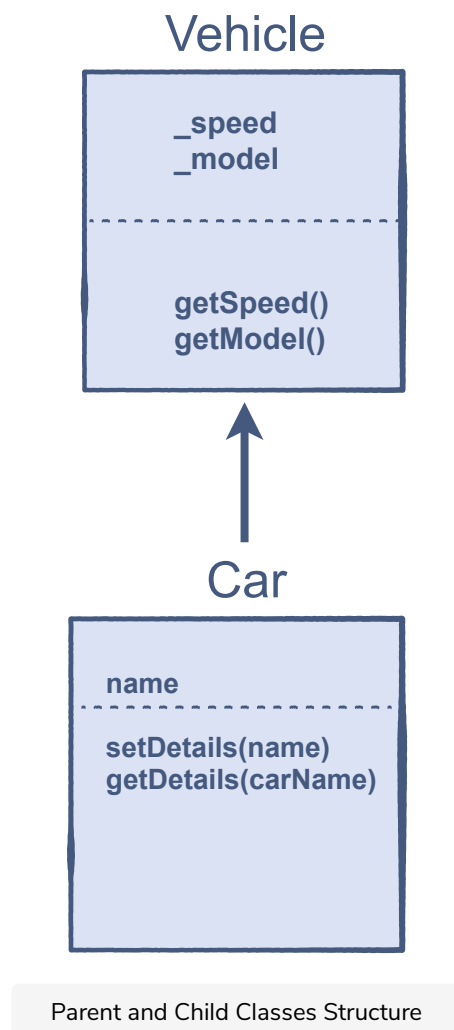 Vehicle
_speed
_model
getSpeed()
getModel()
Car
name
setDetails(name)
getDetails(carName)
Parent and Child Classes Structure